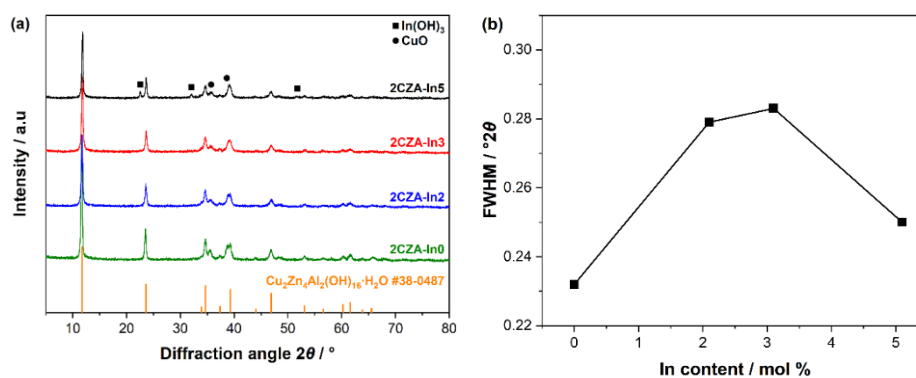 (a)
■ In(OH)₃
● CuO
2CZA-In5
2CZA-In3
2CZA-In2
2CZA-In0
Cu₂Zn₄Al₂(OH)₁₆·H₂O #38-0487
Intensity / a.u
10 20 30 40 50 60 70 80
Diffraction angle 2θ / °
(b)
0.30
0.28
0.26
0.24
0.22
FWHM / °2θ
0 1 2 3 4 5
In content / mol %